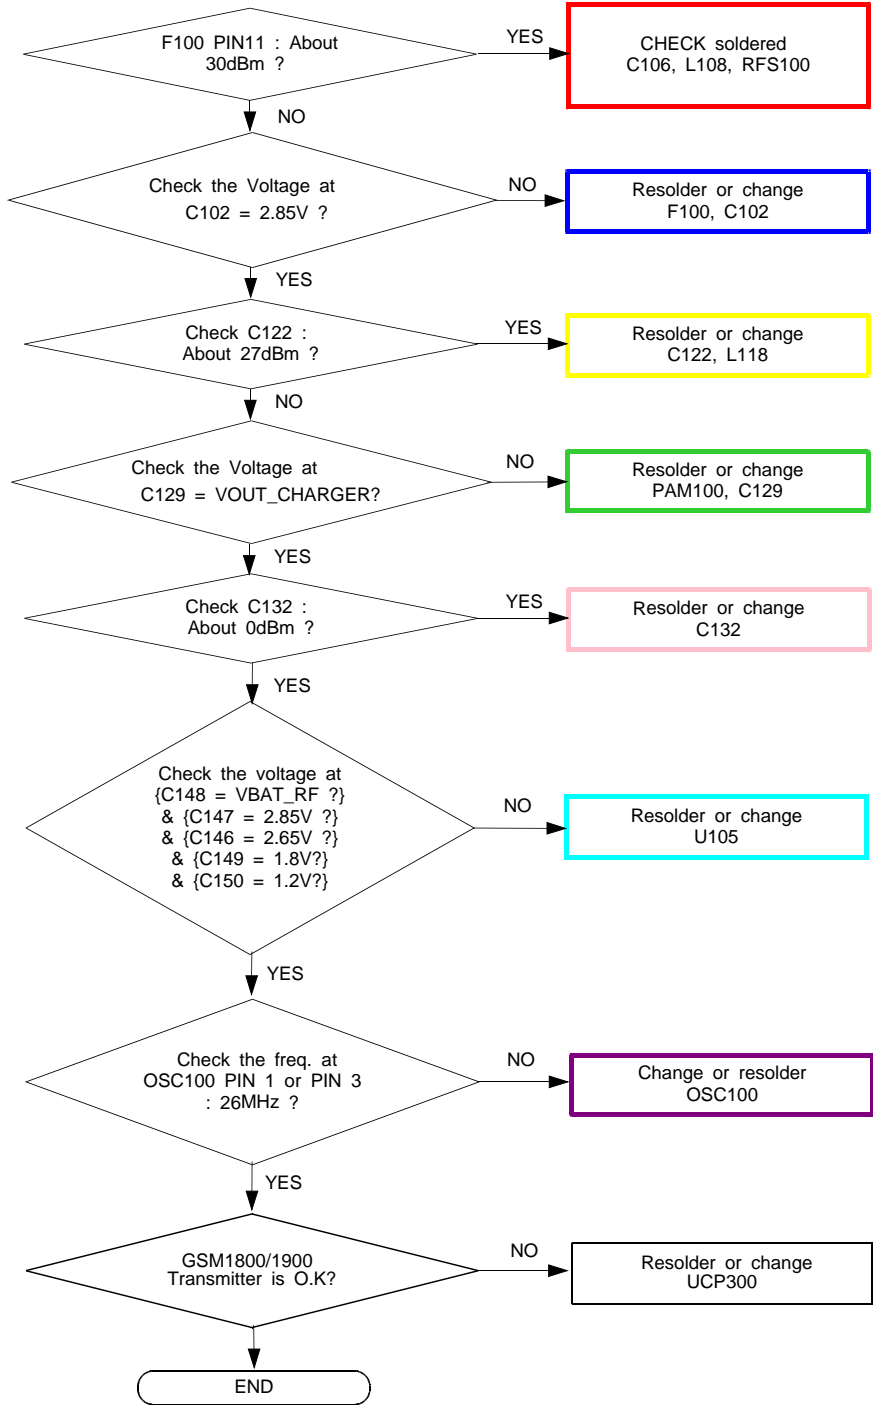 F100 PIN11 : About
30dBm ?
YES
CHECK soldered
C106, L108, RFS100
NO
Check the Voltage at
C102 = 2.85V ?
NO
Resolder or change
F100, C102
YES
Check C122 :
About 27dBm ?
YES
Resolder or change
C122, L118
NO
Check the Voltage at
C129 = VOUT_CHARGER?
NO
Resolder or change
PAM100, C129
YES
Check C132 :
About 0dBm ?
YES
Resolder or change
C132
YES
Check the voltage at
{C148 = VBAT_RF ?}
& {C147 = 2.85V ?}
& {C146 = 2.65V ?}
& {C149 = 1.8V?}
& {C150 = 1.2V?}
NO
Resolder or change
U105
YES
Check the freq. at
OSC100 PIN 1 or PIN 3
: 26MHz ?
NO
Change or resolder
OSC100
YES
GSM1800/1900
Transmitter is O.K?
NO
Resolder or change
UCP300
END